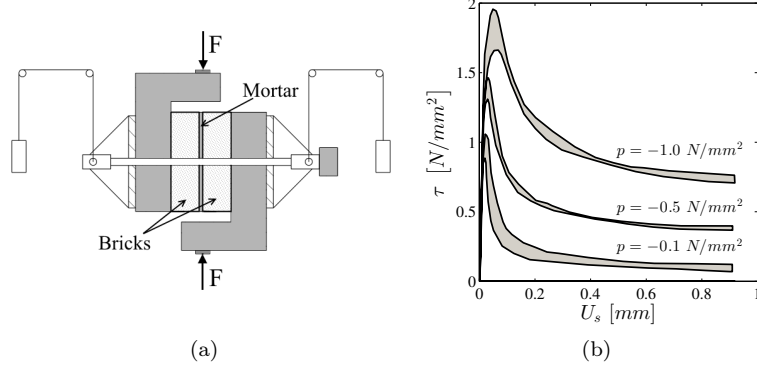 F
Mortar
Bricks
F
(a)
2
1.5
1
0.5
0
τ [N/mm²]
p = −1.0 N/mm²
p = −0.5 N/mm²
p = −0.1 N/mm²
0 0.2 0.4 0.6 0.8 1
U_s [mm]
(b)